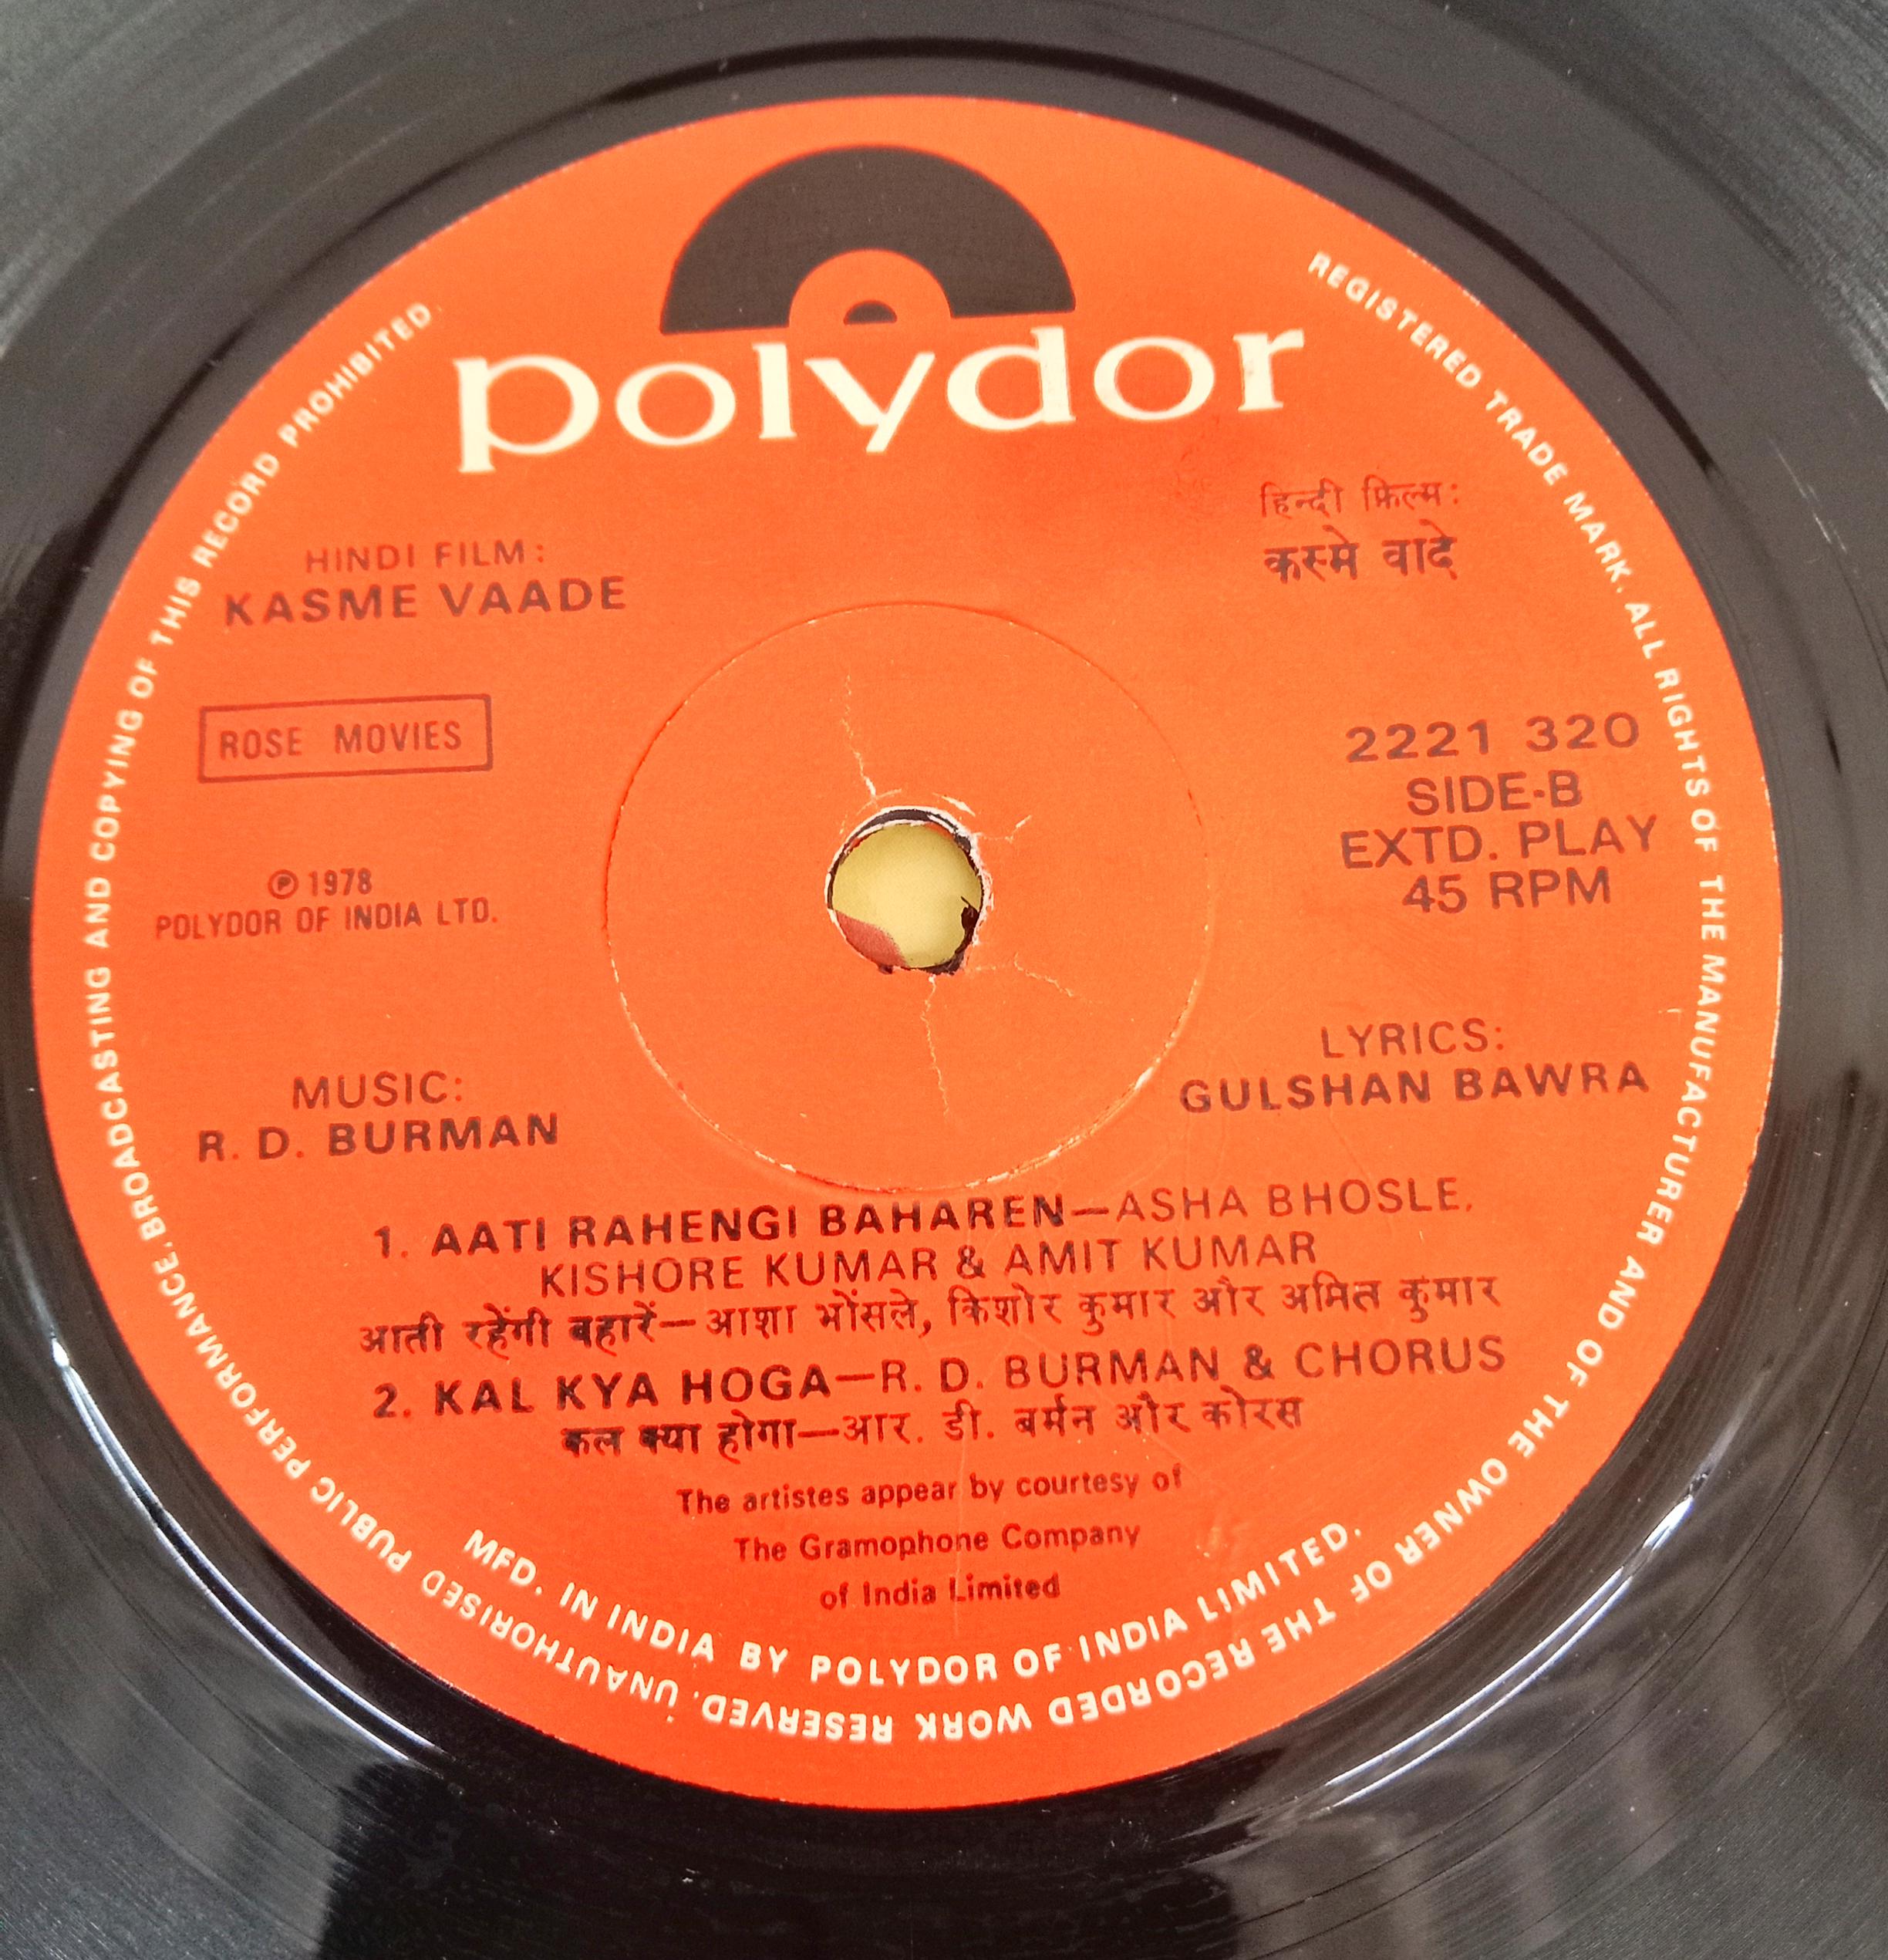 polydor
HINDI FILM:
KASME VAADE
हिन्दी फ़िल्म:
कस्मे वादे
ROSE MOVIES
℗ 1978
POLYDOR OF INDIA LTD.
2221 320
SIDE-B
EXTD. PLAY
45 RPM
MUSIC:
R. D. BURMAN
LYRICS:
GULSHAN BAWRA
1. AATI RAHENGI BAHAREN—ASHA BHOSLE,
KISHORE KUMAR & AMIT KUMAR
आती रहेंगी बहारें—आशा भोंसले, किशोर कुमार और अमित कुमार
2. KAL KYA HOGA—R. D. BURMAN & CHORUS
कल क्या होगा—आर. डी. बर्मन और कोरस
The artistes appear by courtesy of
The Gramophone Company
of India Limited
MFD. IN INDIA BY POLYDOR OF INDIA LIMITED.
REGISTERED TRADE MARK. ALL RIGHTS OF THE MANUFACTURER AND OF THE OWNER OF THE RECORDED WORK RESERVED. UNAUTHORISED PUBLIC PERFORMANCE, BROADCASTING AND COPYING OF THIS RECORD PROHIBITED